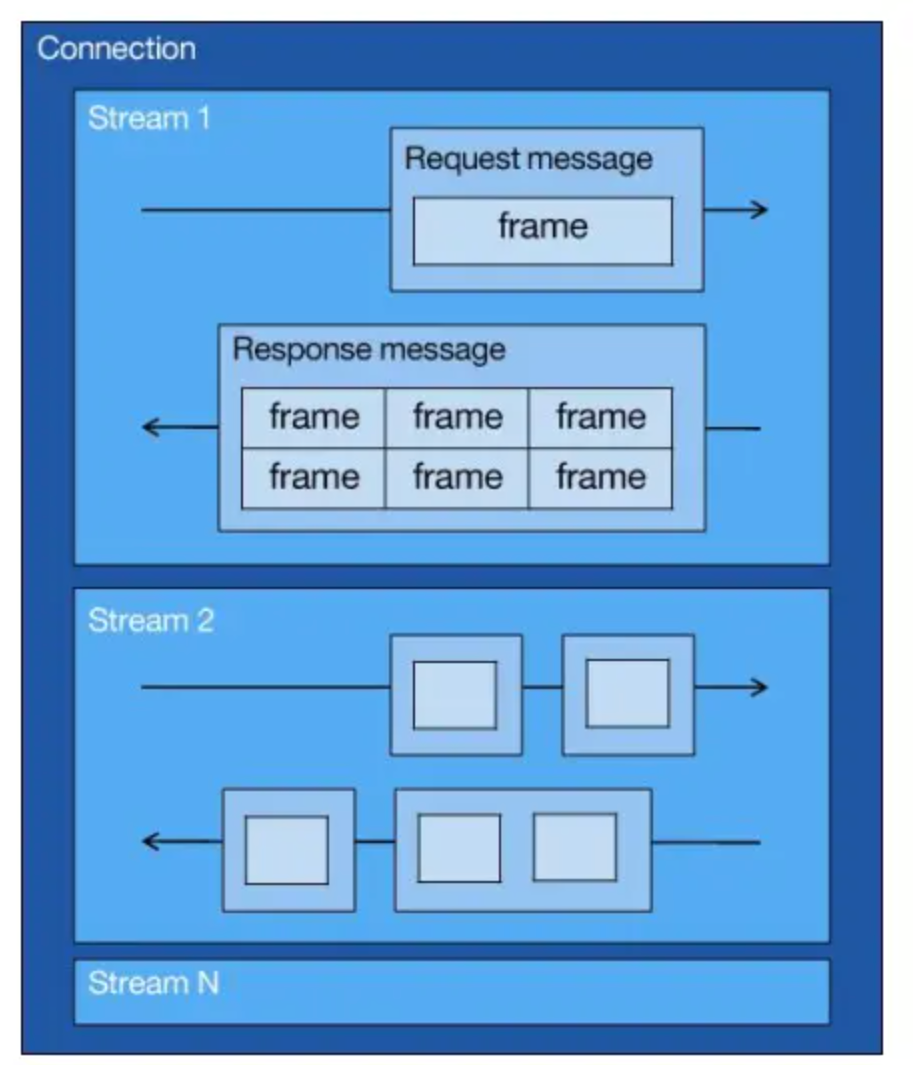 Connection
Stream 1
Request message
frame
Response message
frame frame frame
frame frame frame
Stream 2
Stream N